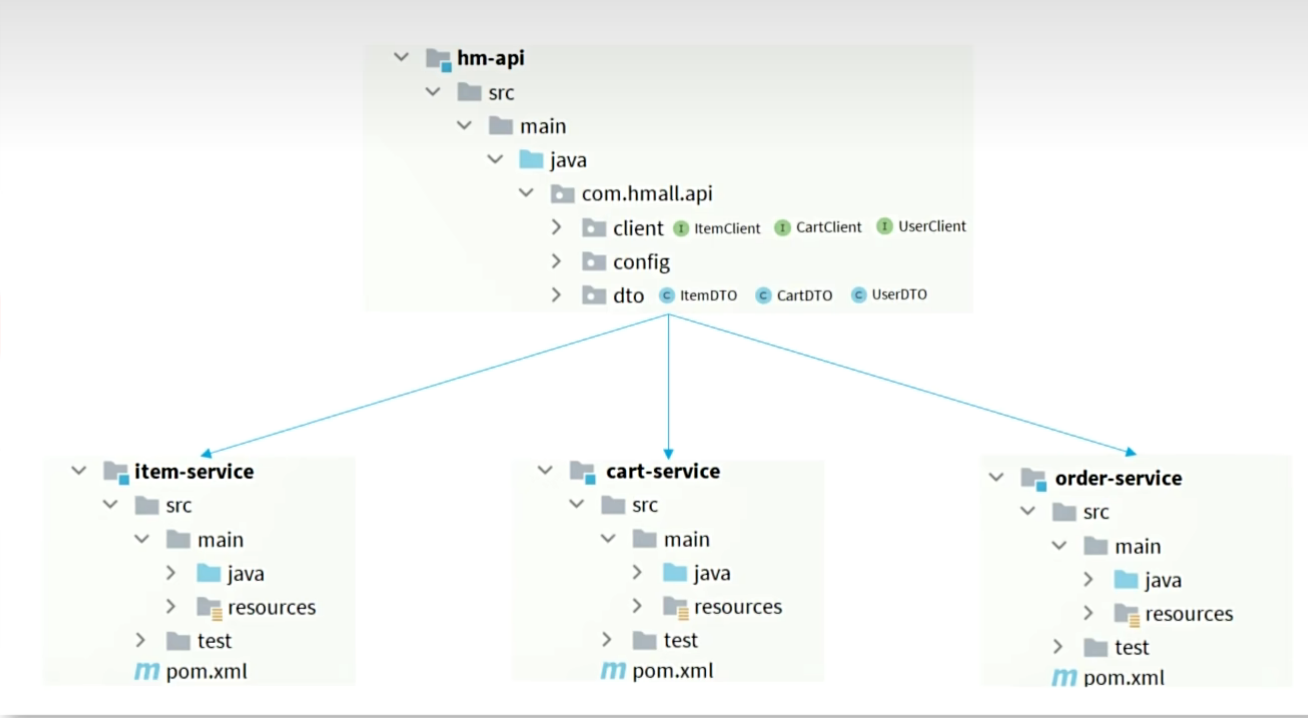 hm-api
src
main
java
com.hmall.api
client I ItemClient I CartClient I UserClient
config
dto C ItemDTO C CartDTO C UserDTO
item-service
src
main
java
resources
test
m pom.xml
cart-service
src
main
java
resources
test
m pom.xml
order-service
src
main
java
resources
test
m pom.xml